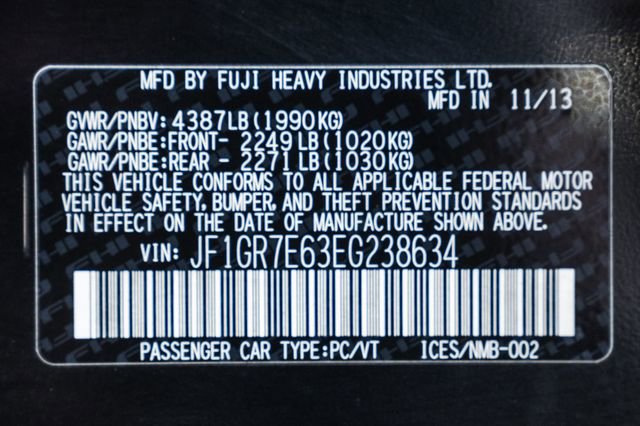 MFD BY FUJI HEAVY INDUSTRIES LTD.
MFD IN 11/13
GVWR/PNBV: 4387LB(1990KG)
GAWR/PNBE:FRONT- 2249LB(1020KG)
GAWR/PNBE:REAR - 2271LB(1030KG)
THIS VEHICLE CONFORMS TO ALL APPLICABLE FEDERAL MOTOR
VEHICLE SAFETY, BUMPER, AND THEFT PREVENTION STANDARDS
IN EFFECT ON THE DATE OF MANUFACTURE SHOWN ABOVE.
VIN: JF1GR7E63EG238634
PASSENGER CAR TYPE:PC/VT ICES/NMB-002